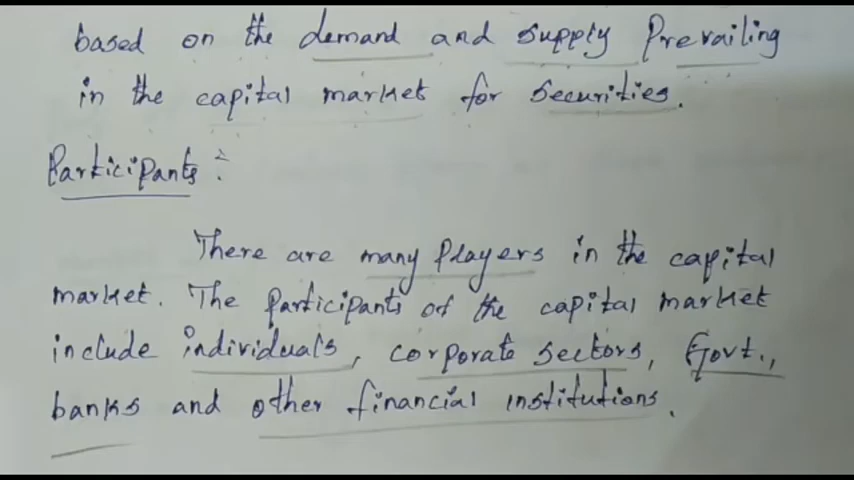 based on the demand and supply Prevailing
in the capital market for securities.
Participants :-
There are many Players in the capital
market. The Participants of the capital market
include individuals, corporate sectors, Govt.,
banks and other financial institutions.